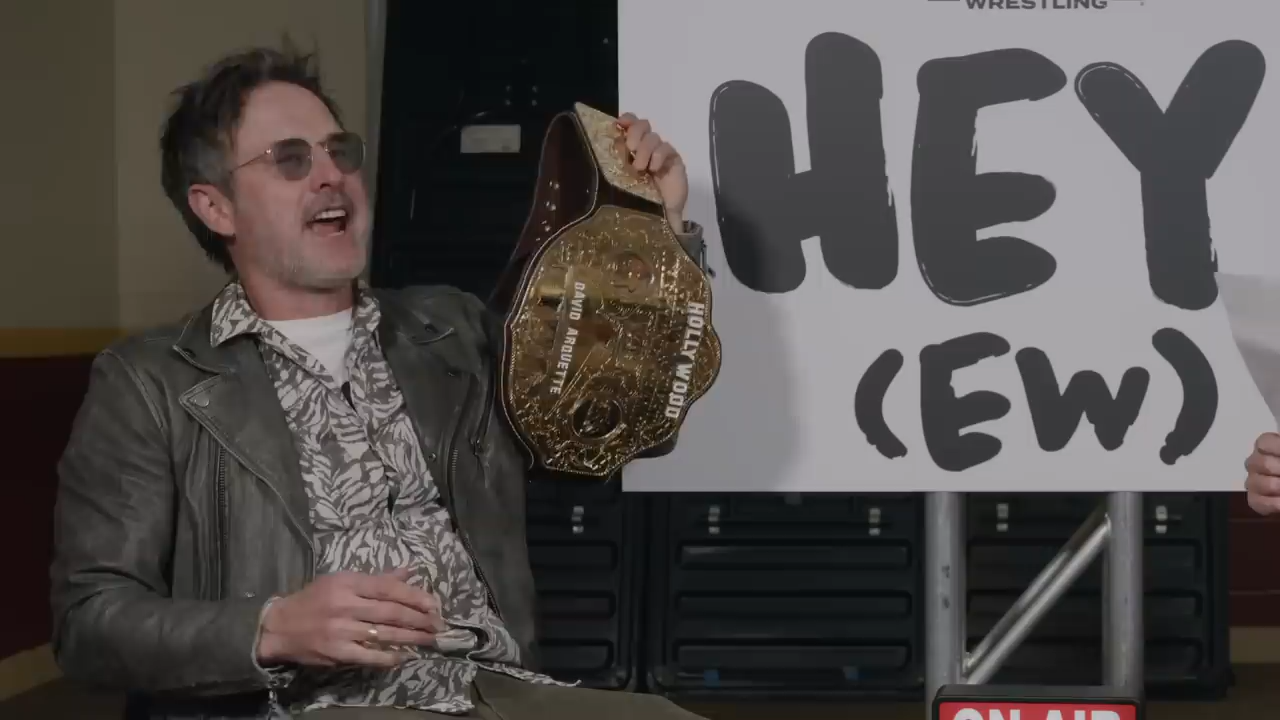 WRESTLING
HEY
(EW)
HOLLYWOOD
DAVID ARQUETTE
ON AIR